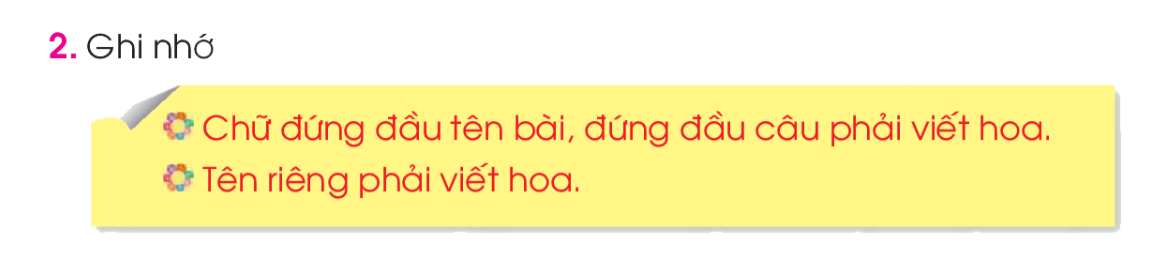 2. Ghi nhớ
Chữ đứng đầu tên bài, đứng đầu câu phải viết hoa.
Tên riêng phải viết hoa.